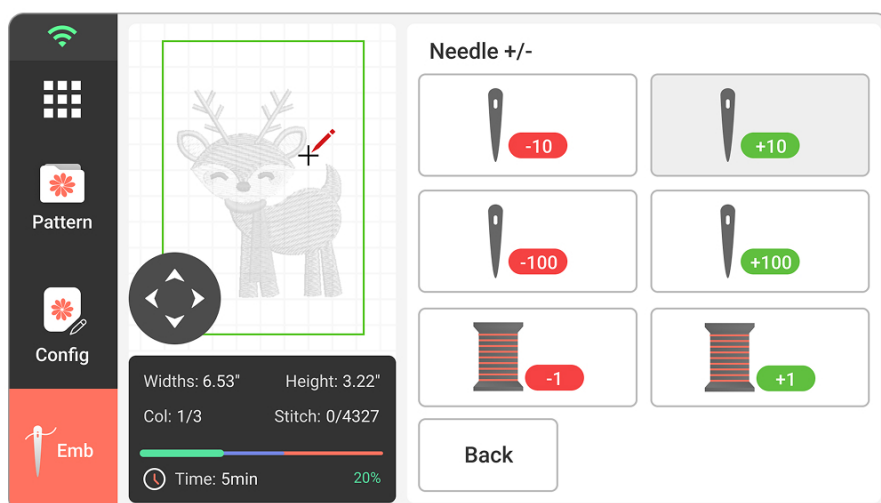 Pattern
Config
Emb
Widths: 6.53" Height: 3.22"
Col: 1/3 Stitch: 0/4327
Time: 5min 20%
Needle +/-
-10 +10
-100 +100
-1 +1
Back